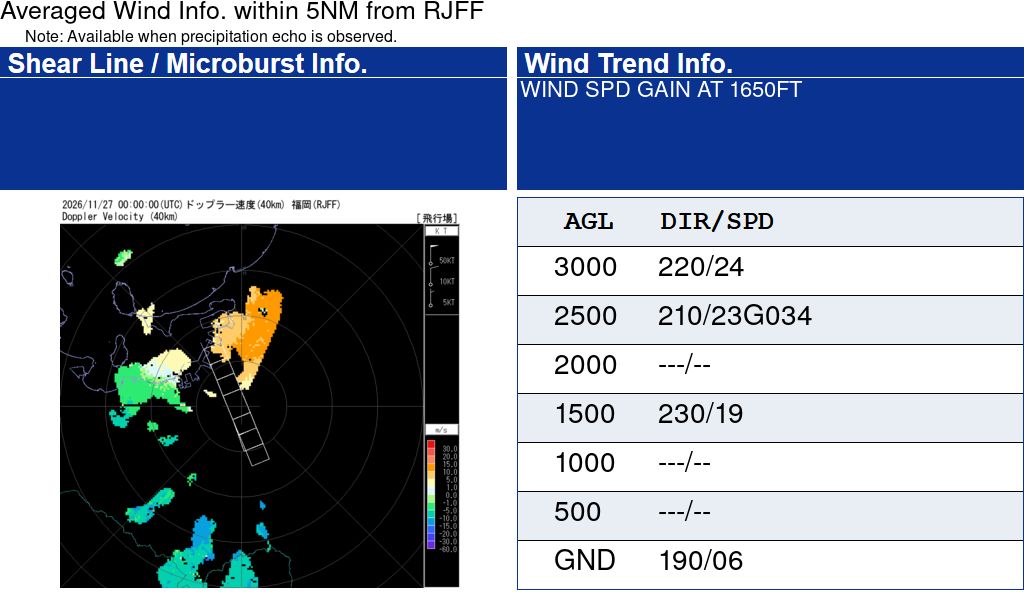 Averaged Wind Info. within 5NM from RJFF
Note: Available when precipitation echo is observed.
Shear Line / Microburst Info.
Wind Trend Info.
WIND SPD GAIN AT 1650FT
2026/11/27 00:00:00(UTC) ドップラー速度(40km) 福岡(RJFF)
Doppler Velocity (40km)
[飛行場]
K T
50KT
10KT
5KT
m/s
30.0
20.0
15.0
10.0
5.0
1.0
0.0
-1.0
-5.0
-10.0
-15.0
-20.0
-30.0
-60.0
AGL DIR/SPD
3000 220/24
2500 210/23G034
2000 ---/--
1500 230/19
1000 ---/--
500 ---/--
GND 190/06